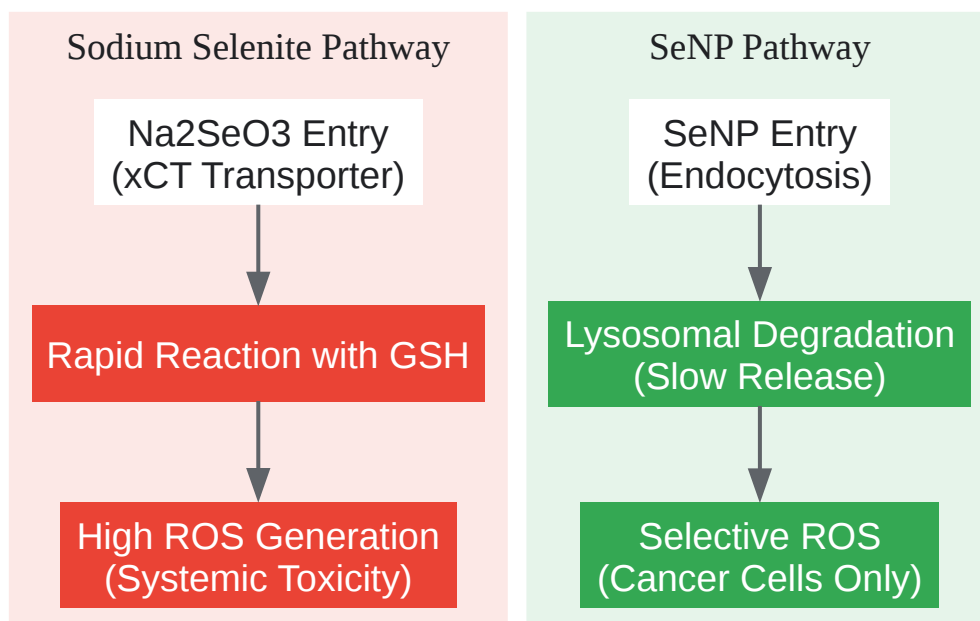 Sodium Selenite Pathway
Na2SeO3 Entry
(xCT Transporter)
Rapid Reaction with GSH
High ROS Generation
(Systemic Toxicity)
SeNP Pathway
SeNP Entry
(Endocytosis)
Lysosomal Degradation
(Slow Release)
Selective ROS
(Cancer Cells Only)